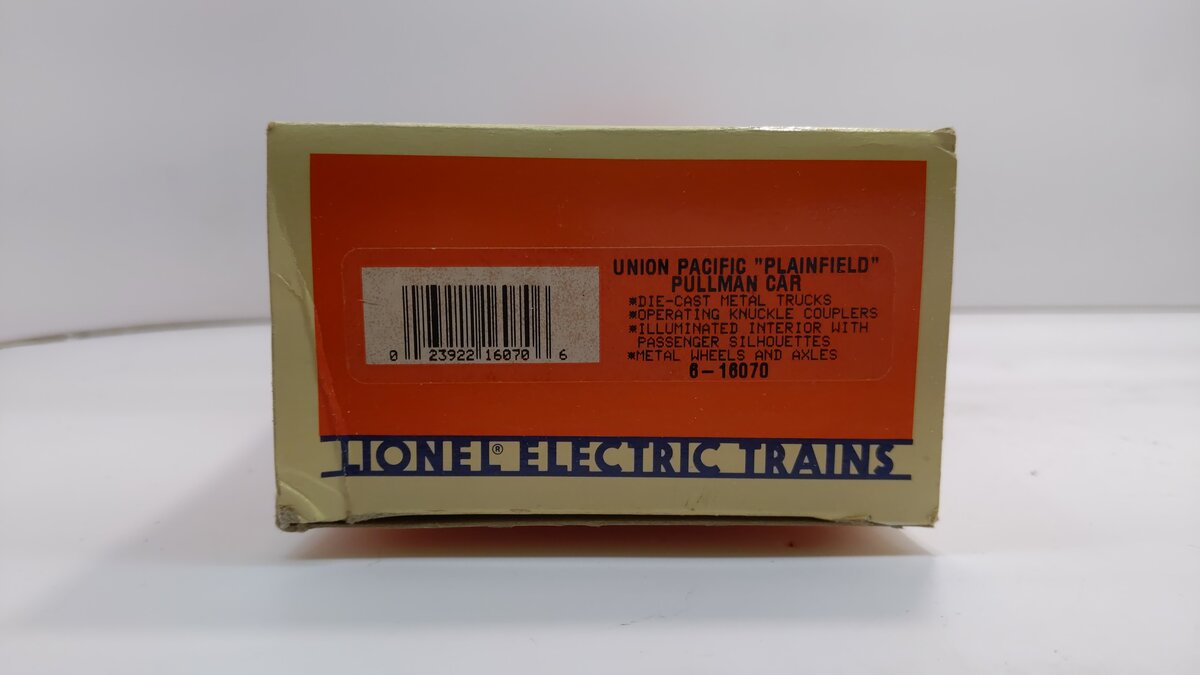 UNION PACIFIC "PLAINFIELD"
PULLMAN CAR
*DIE-CAST METAL TRUCKS
*OPERATING KNUCKLE COUPLERS
*ILLUMINATED INTERIOR WITH
PASSENGER SILHOUETTES
*METAL WHEELS AND AXLES
6-16070
0 23922 16070 6
LIONEL® ELECTRIC TRAINS